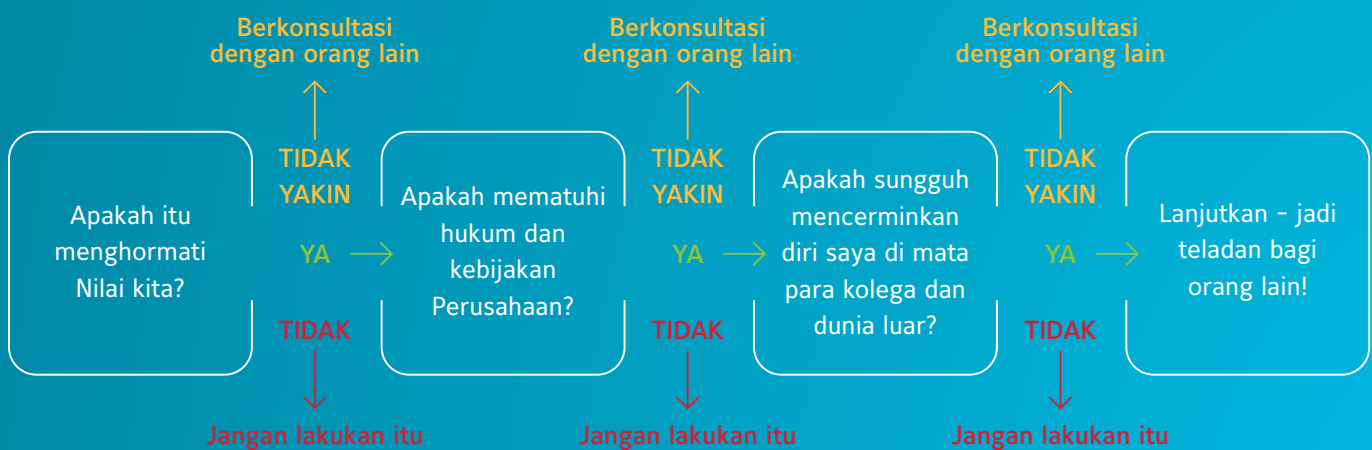 Berkonsultasi
dengan orang lain
Berkonsultasi
dengan orang lain
Berkonsultasi
dengan orang lain
Apakah itu
menghormati
Nilai kita?
TIDAK
YAKIN
YA
TIDAK
Apakah mematuhi
hukum dan
kebijakan
Perusahaan?
TIDAK
YAKIN
YA
TIDAK
Apakah sungguh
mencerminkan
diri saya di mata
para kolega dan
dunia luar?
TIDAK
YAKIN
YA
TIDAK
Lanjutkan – jadi
teladan bagi
orang lain!
Jangan lakukan itu
Jangan lakukan itu
Jangan lakukan itu